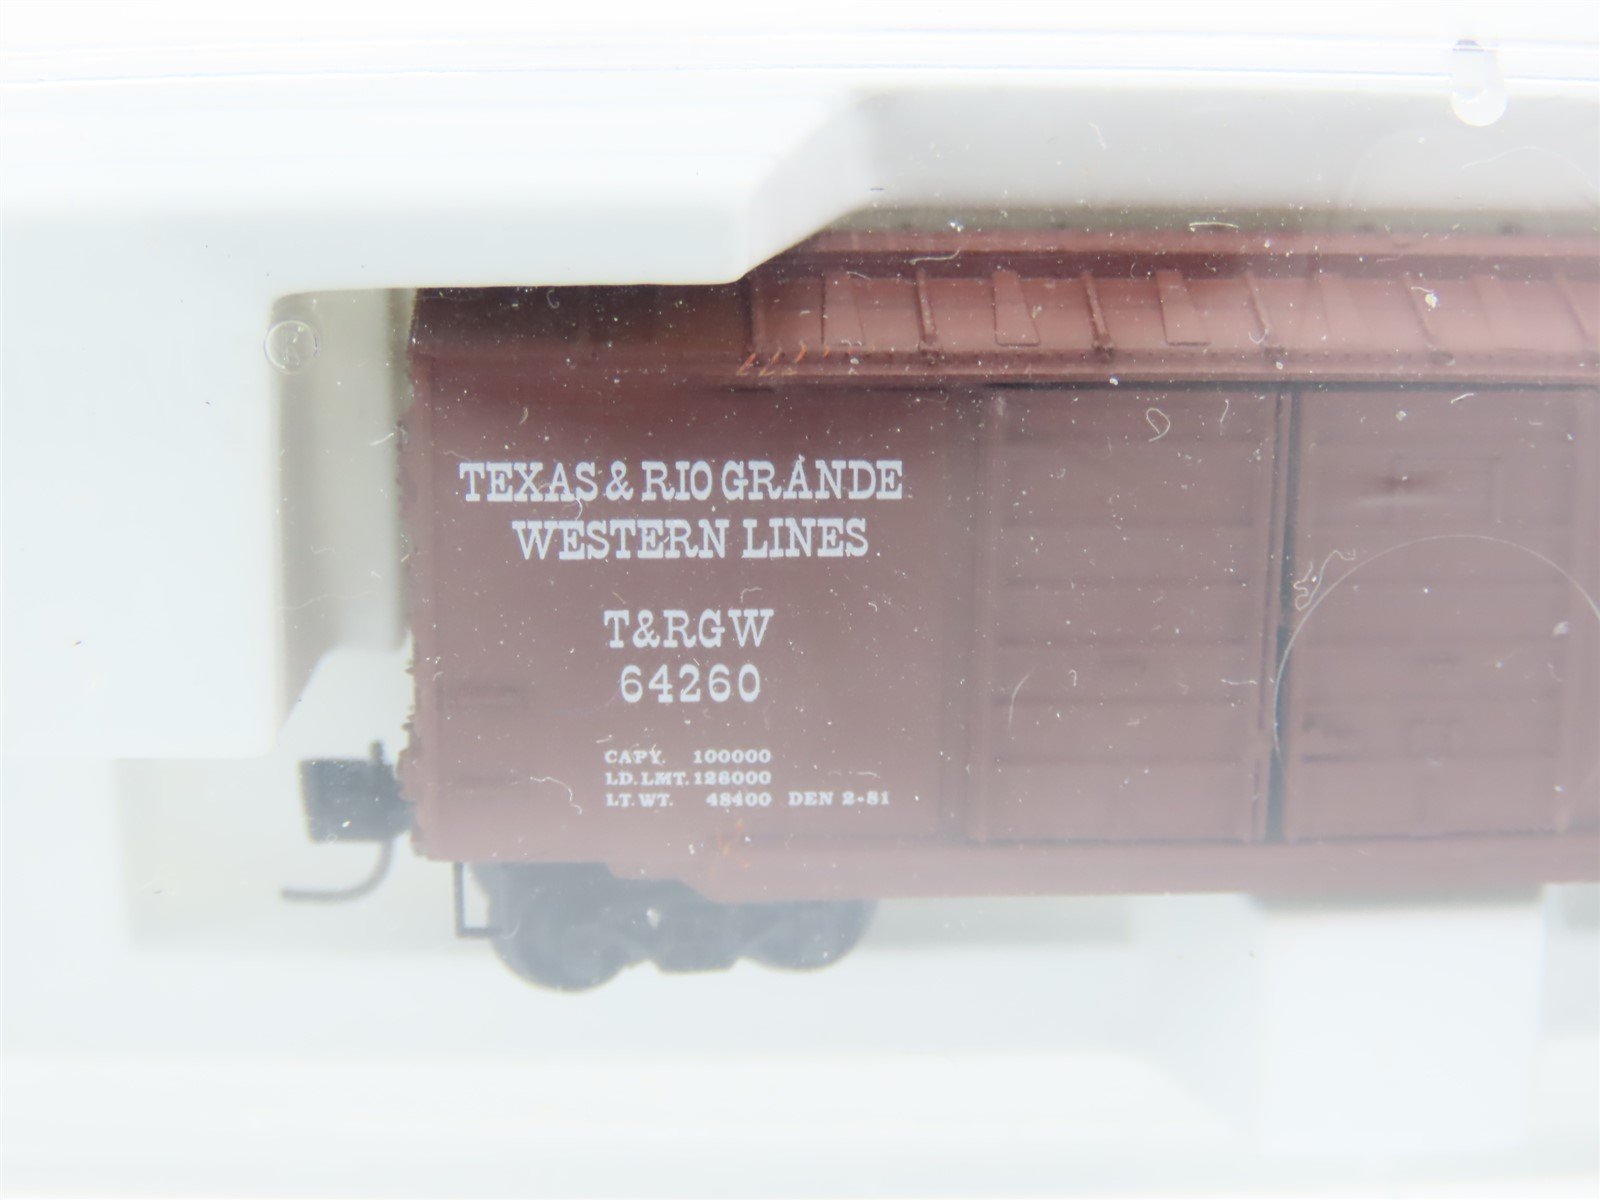 TEXAS & RIO GRANDE
WESTERN LINES
T&RGW
64260
CAPY. 100000
LD. LMT. 126000
LT. WT. 48400 DEN 2-81